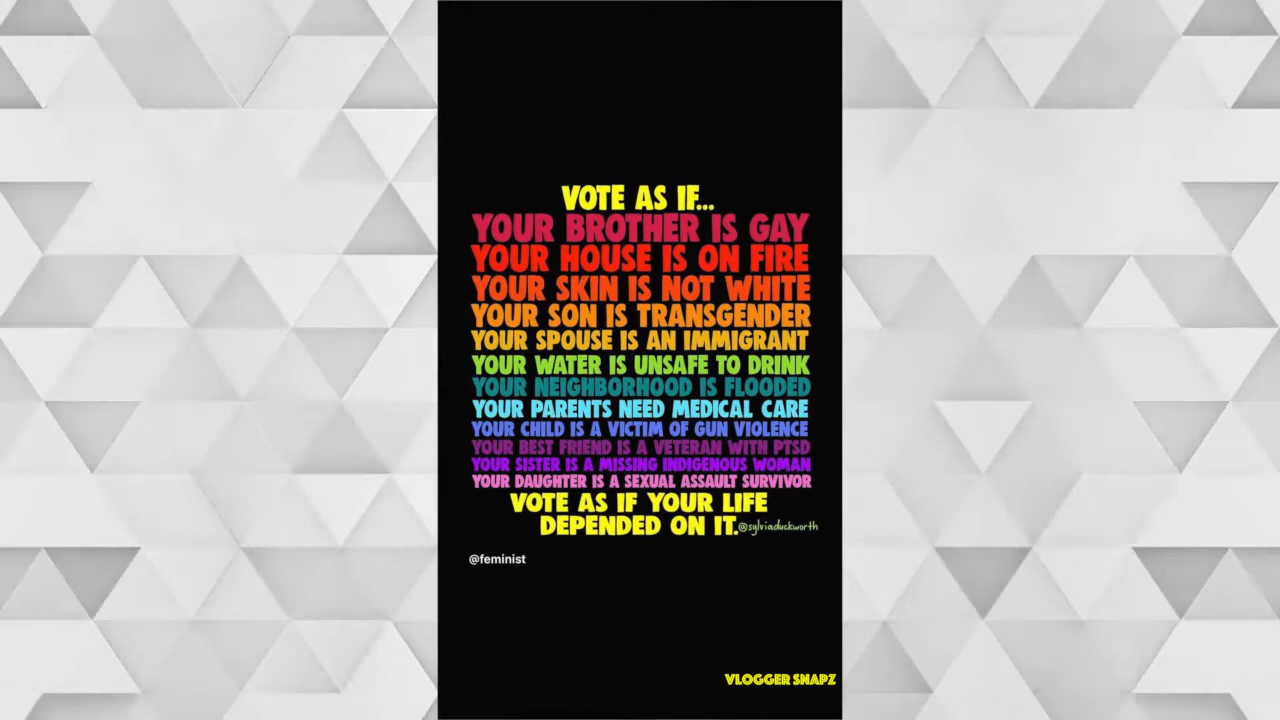 VOTE AS IF...
YOUR BROTHER IS GAY
YOUR HOUSE IS ON FIRE
YOUR SKIN IS NOT WHITE
YOUR SON IS TRANSGENDER
YOUR SPOUSE IS AN IMMIGRANT
YOUR WATER IS UNSAFE TO DRINK
YOUR NEIGHBORHOOD IS FLOODED
YOUR PARENTS NEED MEDICAL CARE
YOUR CHILD IS A VICTIM OF GUN VIOLENCE
YOUR BEST FRIEND IS A VETERAN WITH PTSD
YOUR SISTER IS A MISSING INDIGENOUS WOMAN
YOUR DAUGHTER IS A SEXUAL ASSAULT SURVIVOR
VOTE AS IF YOUR LIFE
DEPENDED ON IT. @sylviaduckworth
@feminist
VLOGGER SNAPZ